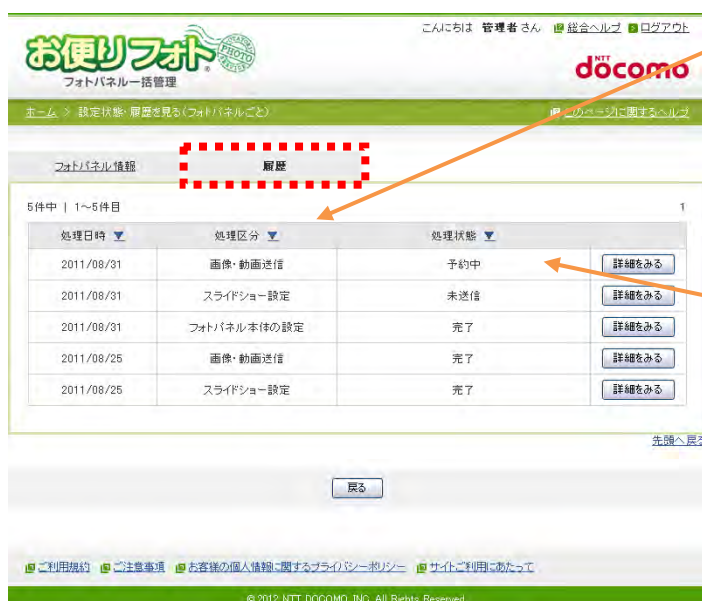 こんにちは 管理者 さん 総合ヘルプ ログアウト
お便りフォト
PHOTO
フォトパネル一括管理
NTT
döcomo
ホーム > 設定状態・履歴を見る(フォトパネルごと) このページに関するヘルプ
フォトパネル情報 履歴
5件中 | 1～5件目 1
処理日時 ▼ 処理区分 ▼ 処理状態 ▼
2011/08/31 画像・動画送信 予約中 詳細をみる
2011/08/31 スライドショー設定 未送信 詳細をみる
2011/08/31 フォトパネル本体の設定 完了 詳細をみる
2011/08/25 画像・動画送信 完了 詳細をみる
2011/08/25 スライドショー設定 完了 詳細をみる
先頭へ戻る
戻る
ご利用規約 ご注意事項 お客様の個人情報に関するプライバシーポリシー サイトご利用にあたって
© 2012 NTT DOCOMO, INC. All Rights Reserved.